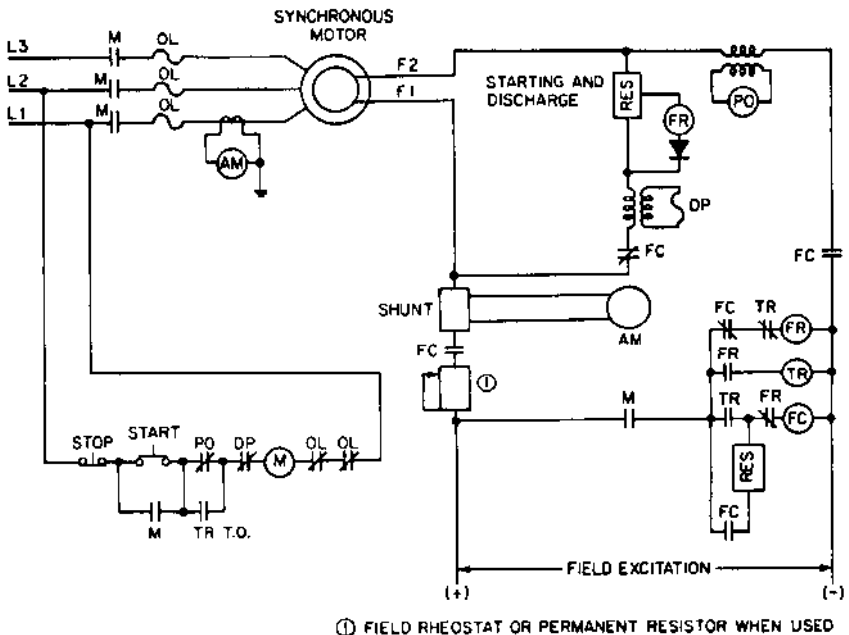 SYNCHRONOUS
MOTOR
L3
M
OL
L2
M
OL
L1
M
OL
AM
F2
F1
STARTING AND
DISCHARGE
RES
FR
PO
DP
FC
FC
SHUNT
AM
FC
①
FC TR FR
FR TR
M
TR FR FC
RES
FC
STOP
START
PO DP M OL OL
M
TR T.O.
FIELD EXCITATION
(+)
(-)
① FIELD RHEOSTAT OR PERMANENT RESISTOR WHEN USED